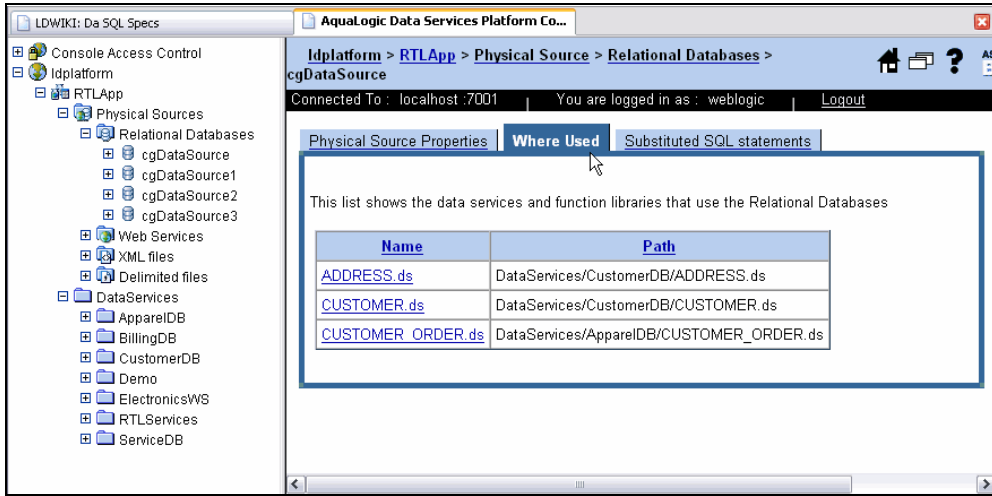 LDWIKI: Da SQL Specs
AquaLogic Data Services Platform Co...
Console Access Control
ldplatform
RTLApp
Physical Sources
Relational Databases
cgDataSource
cgDataSource1
cgDataSource2
cgDataSource3
Web Services
XML files
Delimited files
DataServices
ApparelDB
BillingDB
CustomerDB
Demo
ElectronicsWS
RTLServices
ServiceDB
ldplatform > RTLApp > Physical Source > Relational Databases >
cgDataSource
?
Connected To : localhost :7001 You are logged in as : weblogic Logout
Physical Source Properties Where Used Substituted SQL statements
This list shows the data services and function libraries that use the Relational Databases
Name Path
ADDRESS.ds DataServices/CustomerDB/ADDRESS.ds
CUSTOMER.ds DataServices/CustomerDB/CUSTOMER.ds
CUSTOMER_ORDER.ds DataServices/ApparelDB/CUSTOMER_ORDER.ds